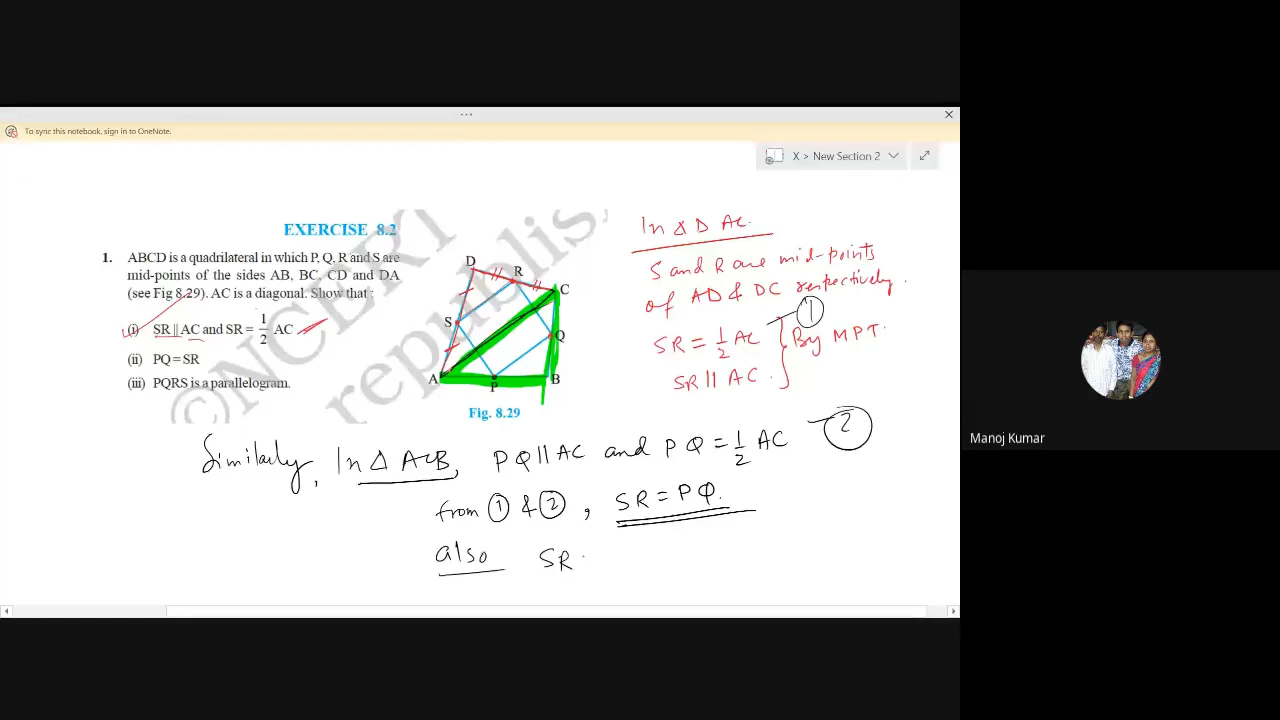 To sync this notebook, sign in to OneNote.
X > New Section 2
EXERCISE 8.2
1. ABCD is a quadrilateral in which P, Q, R and S are
mid-points of the sides AB, BC, CD and DA
(see Fig 8.29). AC is a diagonal. Show that :
(i) SR || AC and SR = 1/2 AC
(ii) PQ = SR
(iii) PQRS is a parallelogram.
©NCERT
republis
D
R
C
S
Q
A
P
B
Fig. 8.29
In Δ D AC.
S and R are mid-points
of AD & DC respectively.
SR = 1/2 AC ①
SR || AC. } By MPT.
Similarly, In Δ ACB, PQ || AC and PQ = 1/2 AC ②
from ① & ②, SR = PQ.
also SR
Manoj Kumar